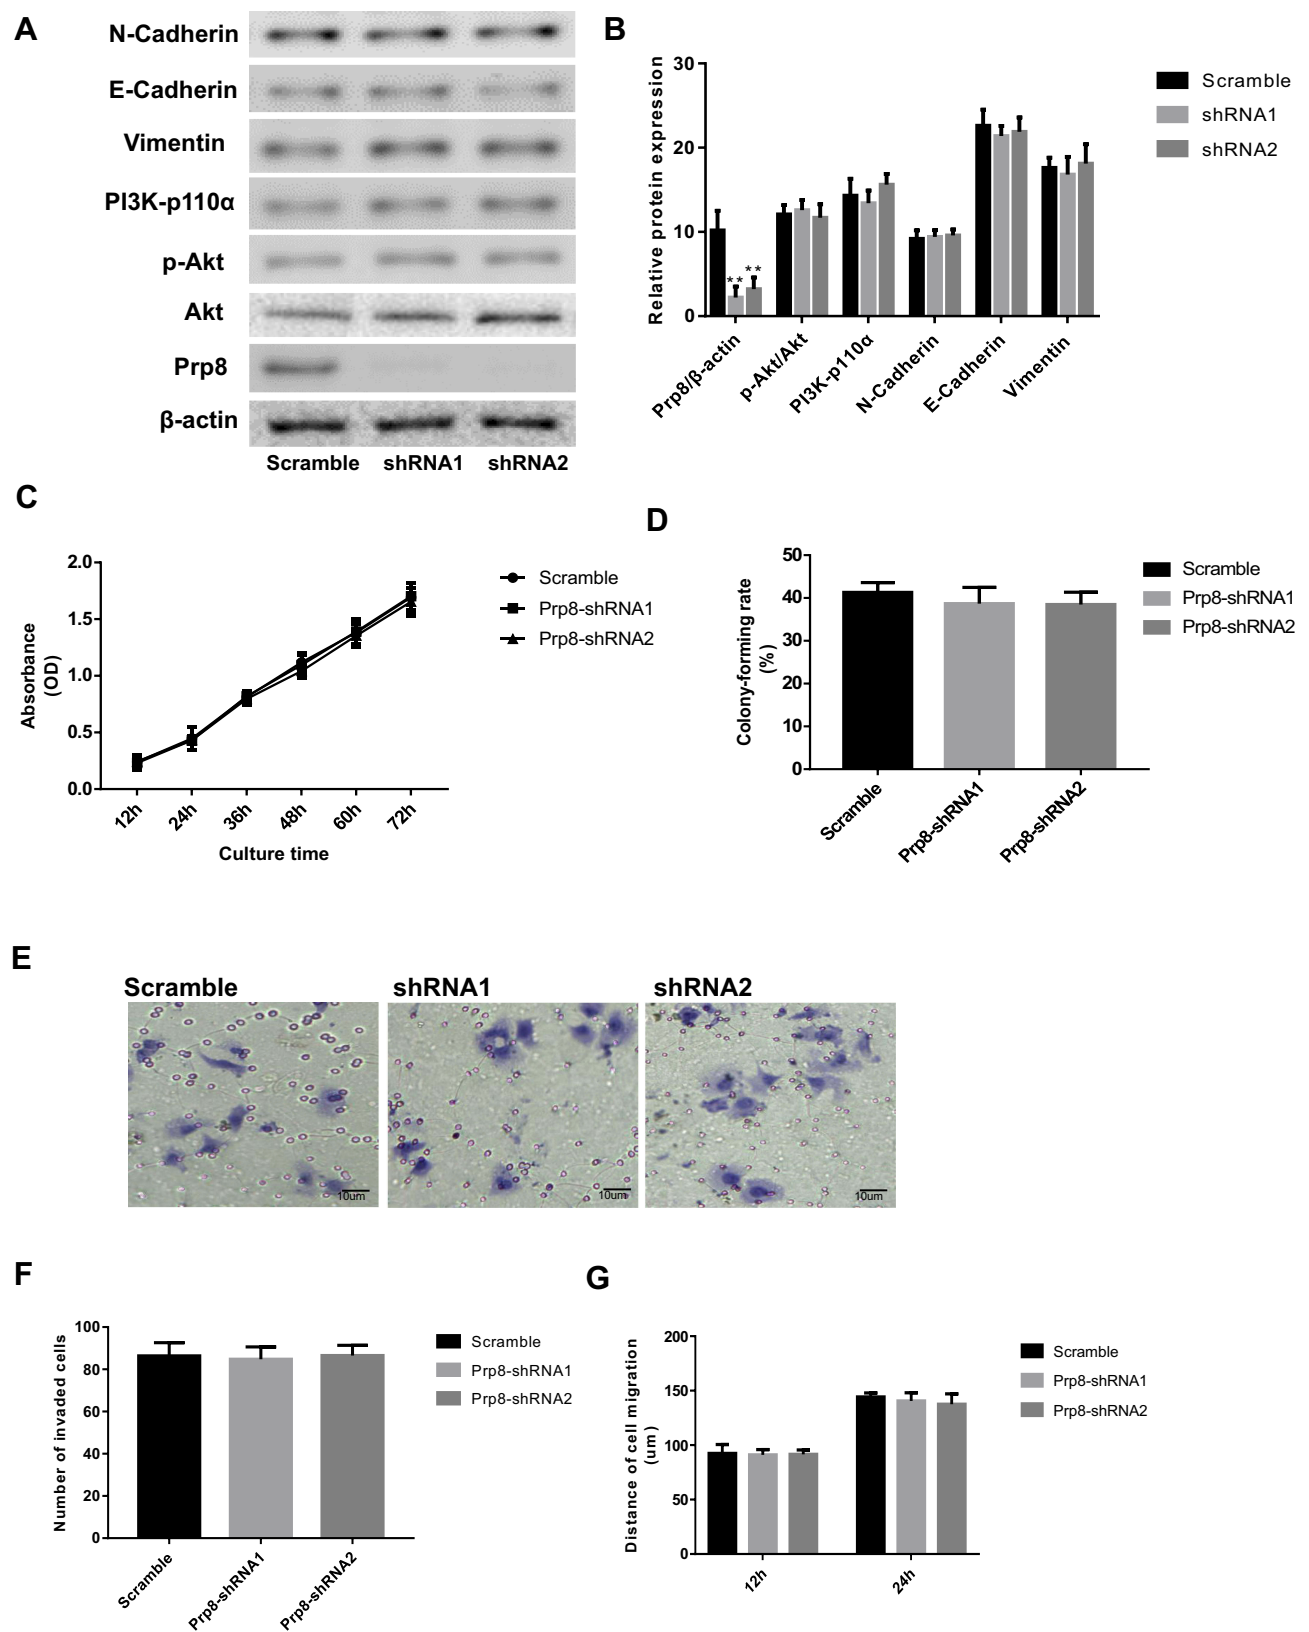 A
N-Cadherin
E-Cadherin
Vimentin
PI3K-p110α
p-Akt
Akt
Prp8
β-actin
Scramble shRNA1 shRNA2
B
Relative protein expression
30
20
10
0
** **
Prp8/β-actin
p-Akt/Akt
PI3K-p110α
N-Cadherin
E-Cadherin
Vimentin
Scramble
shRNA1
shRNA2
C
Absorbance
(OD)
2.0
1.5
1.0
0.5
0.0
12h 24h 36h 48h 60h 72h
Culture time
Scramble
Prp8-shRNA1
Prp8-shRNA2
D
Colony-forming rate
(%)
50
40
30
20
10
0
Scramble
Prp8-shRNA1
Prp8-shRNA2
Scramble
Prp8-shRNA1
Prp8-shRNA2
E
Scramble shRNA1 shRNA2
10um 10um 10um
F
Number of invaded cells
100
80
60
40
20
0
Scramble
Prp8-shRNA1
Prp8-shRNA2
Scramble
Prp8-shRNA1
Prp8-shRNA2
G
Distance of cell migration
(um)
200
150
100
50
0
12h 24h
Scramble
Prp8-shRNA1
Prp8-shRNA2